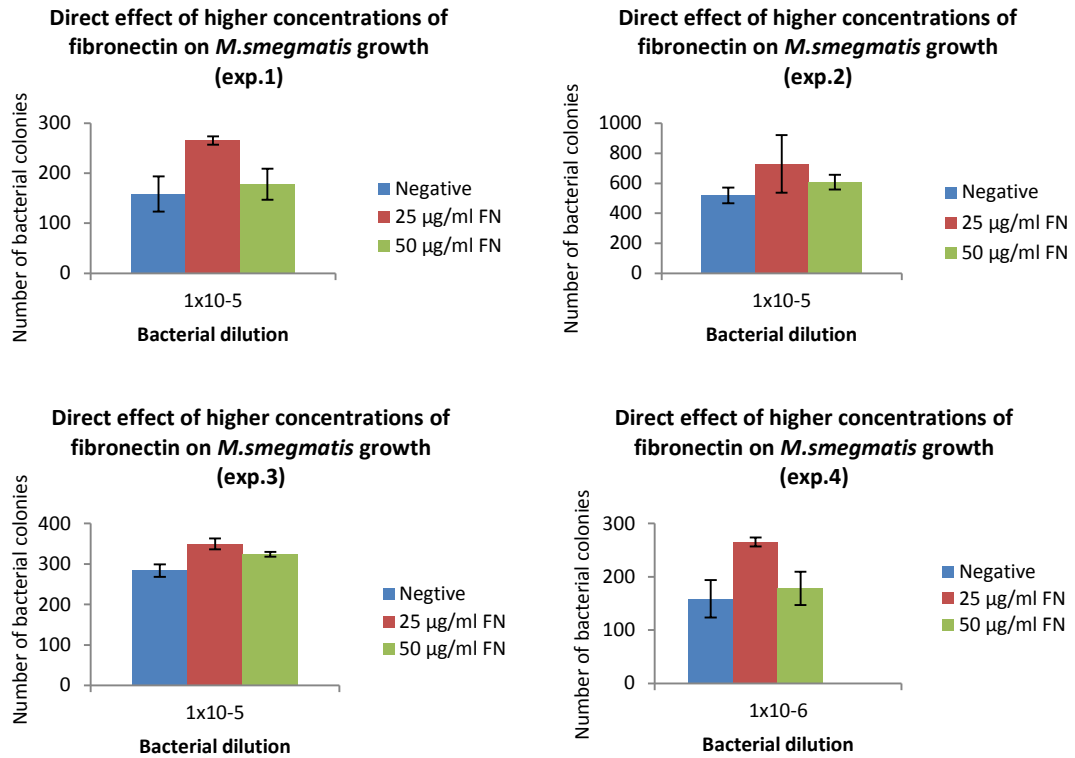 Direct effect of higher concentrations of
fibronectin on M.smegmatis growth
(exp.1)
Number of bacterial colonies
300
200
100
0
1x10-5
Bacterial dilution
Negative
25 µg/ml FN
50 µg/ml FN
Direct effect of higher concentrations of
fibronectin on M.smegmatis growth
(exp.2)
Number of bacterial colonies
1000
800
600
400
200
0
1x10-5
Bacterial dilution
Negative
25 µg/ml FN
50 µg/ml FN
Direct effect of higher concentrations of
fibronectin on M.smegmatis growth
(exp.3)
Number of bacterial colonies
400
300
200
100
0
1x10-5
Bacterial dilution
Negtive
25 µg/ml FN
50 µg/ml FN
Direct effect of higher concentrations of
fibronectin on M.smegmatis growth
(exp.4)
Number of bacterial colonies
300
200
100
0
1x10-6
Bacterial dilution
Negative
25 µg/ml FN
50 µg/ml FN